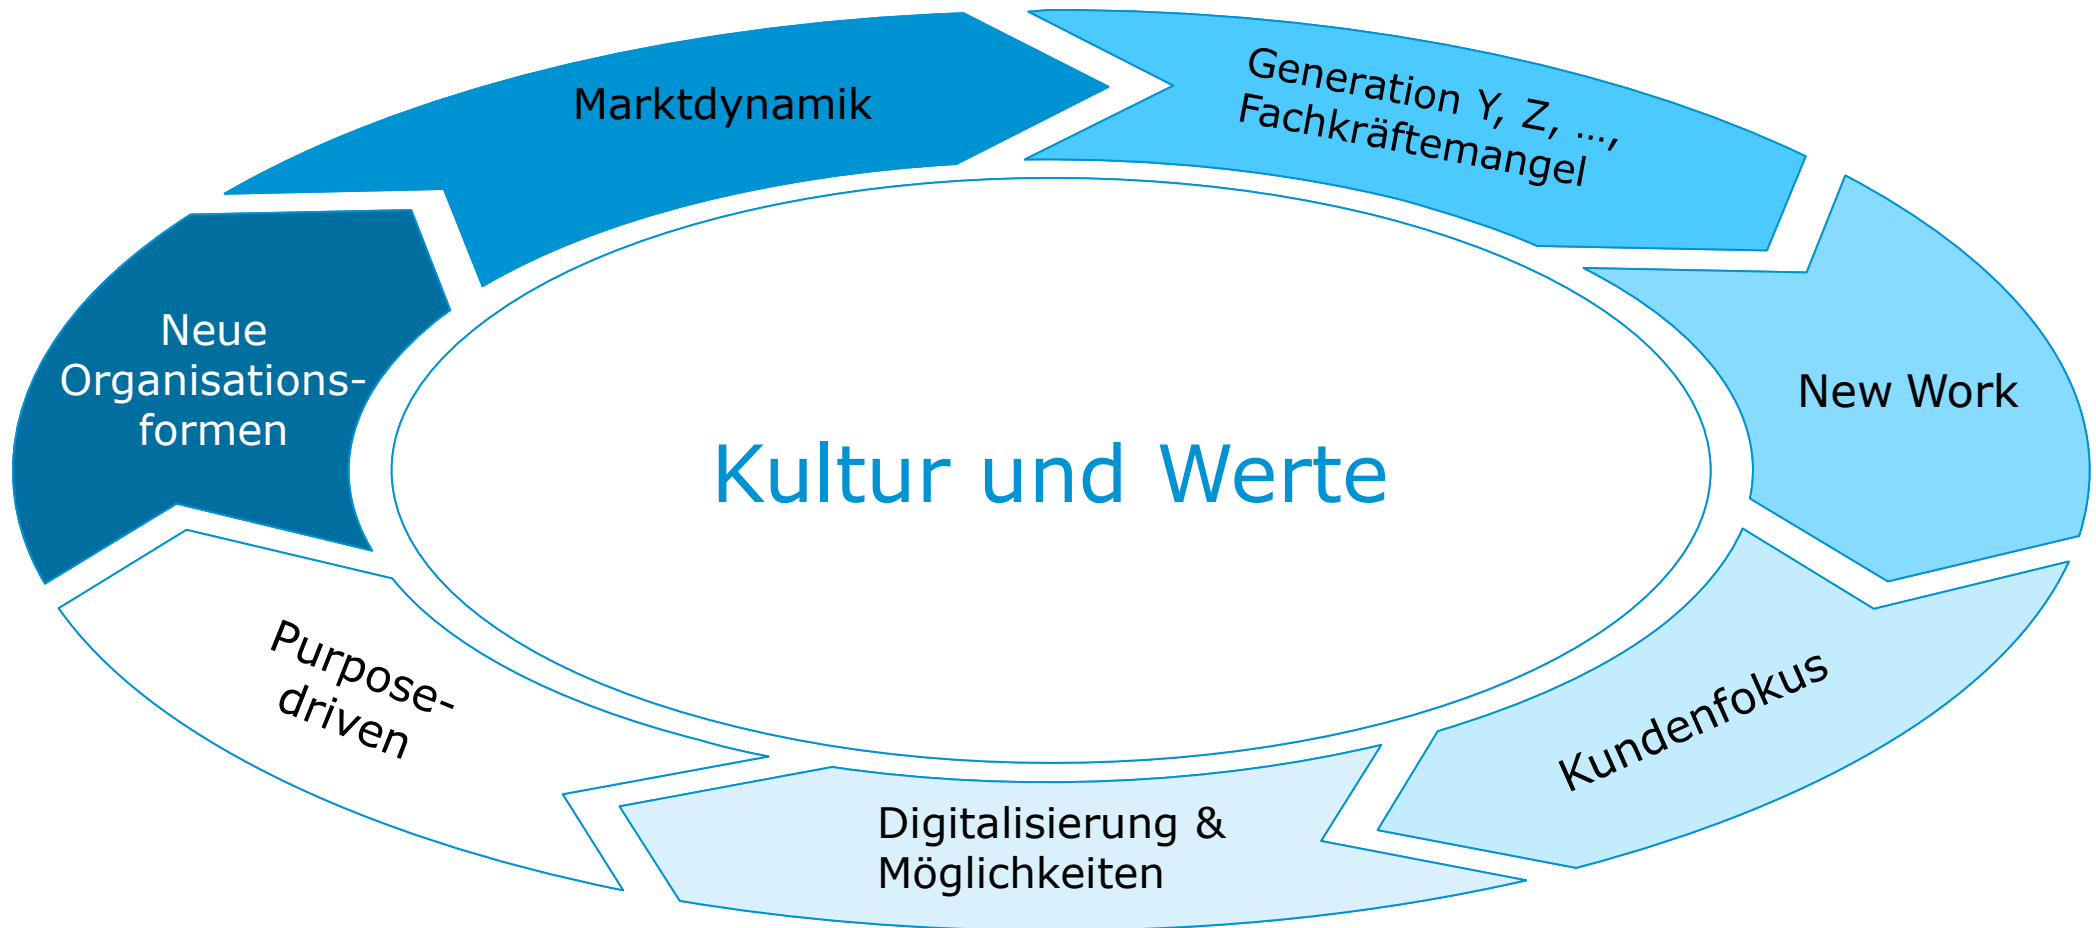 Marktdynamik
Generation Y, Z, ...,
Fachkräftemangel
New Work
Kundenfokus
Digitalisierung &
Möglichkeiten
Purpose-
driven
Neue
Organisations-
formen
Kultur und Werte